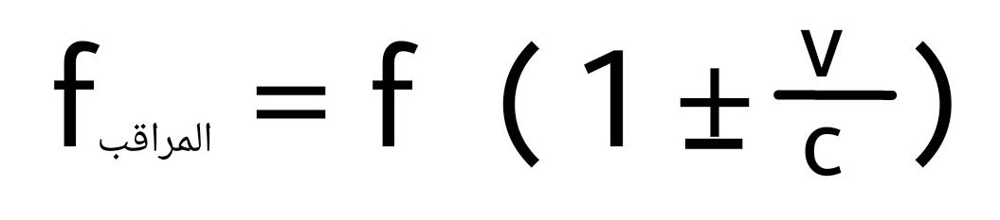 f المراقب = f ( 1 ± v/c )